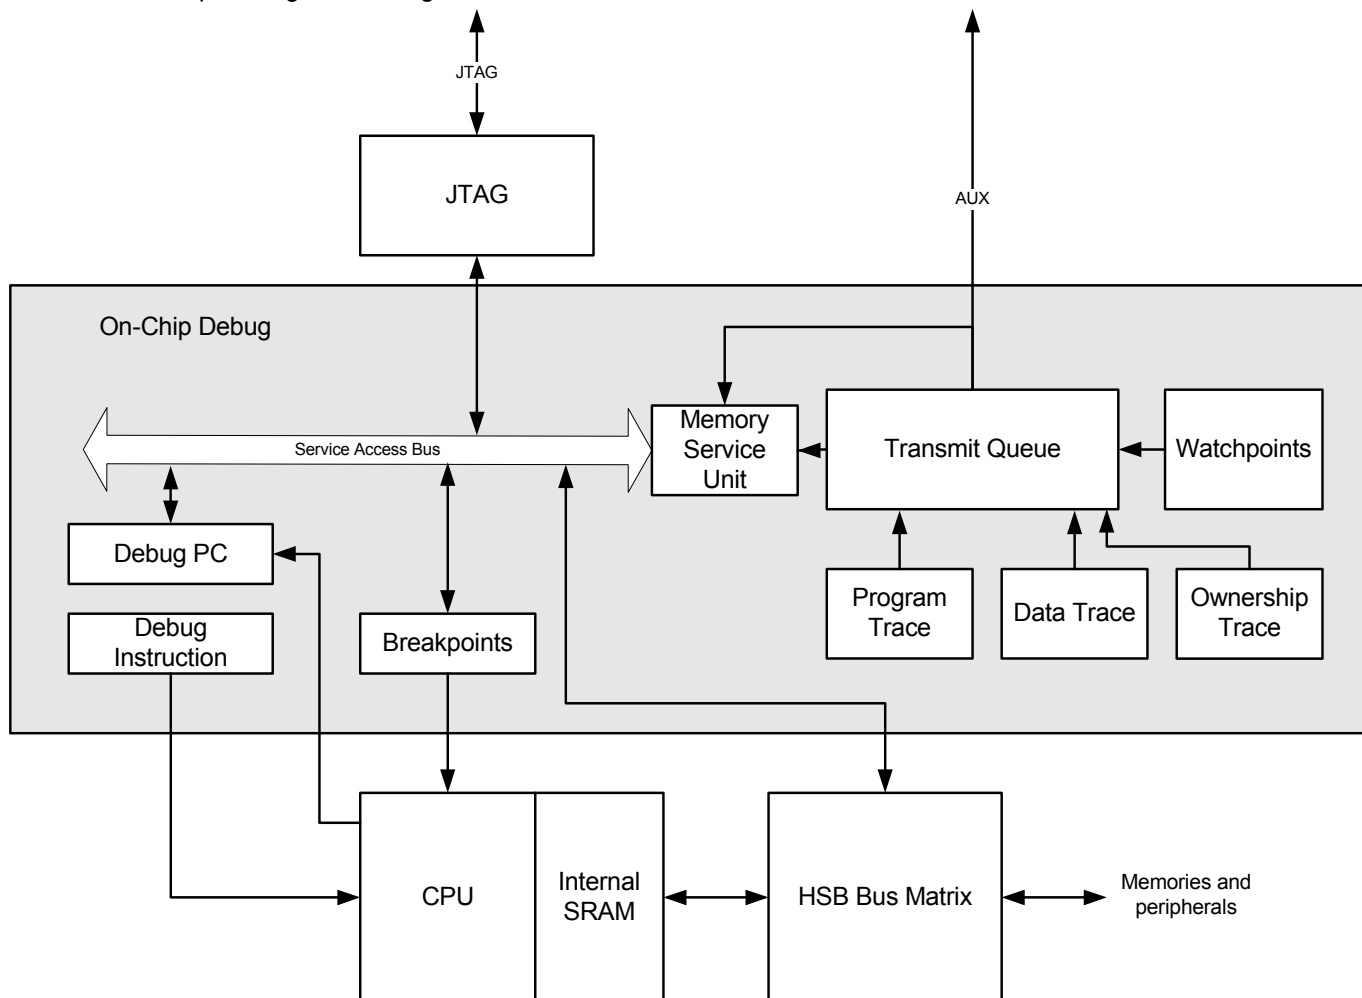 JTAG
JTAG
AUX
On-Chip Debug
Service Access Bus
Memory
Service
Unit
Transmit Queue
Watchpoints
Debug PC
Debug
Instruction
Breakpoints
Program
Trace
Data Trace
Ownership
Trace
CPU
Internal
SRAM
HSB Bus Matrix
Memories and
peripherals